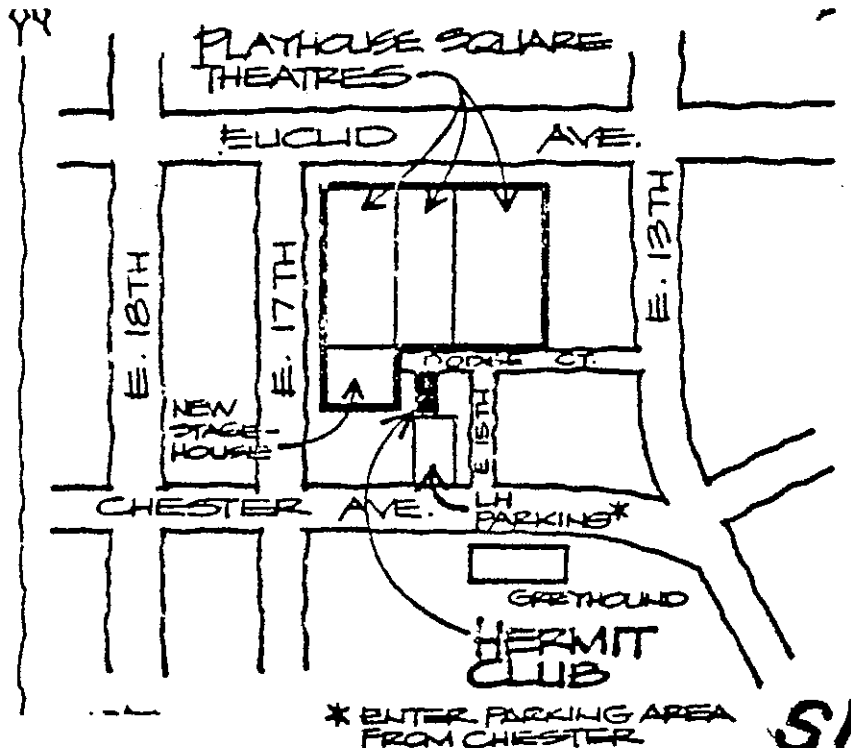 PLAYHOUSE SQUARE
THEATRES
EUCLID AVE.
E. 18TH
E. 17TH
E. 13TH
DODGE CT.
NEW
STAGE-
HOUSE
E 15TH
CHESTER AVE.
LH
PARKING*
GREYHOUND
HERMIT
CLUB
* ENTER PARKING AREA
FROM CHESTER